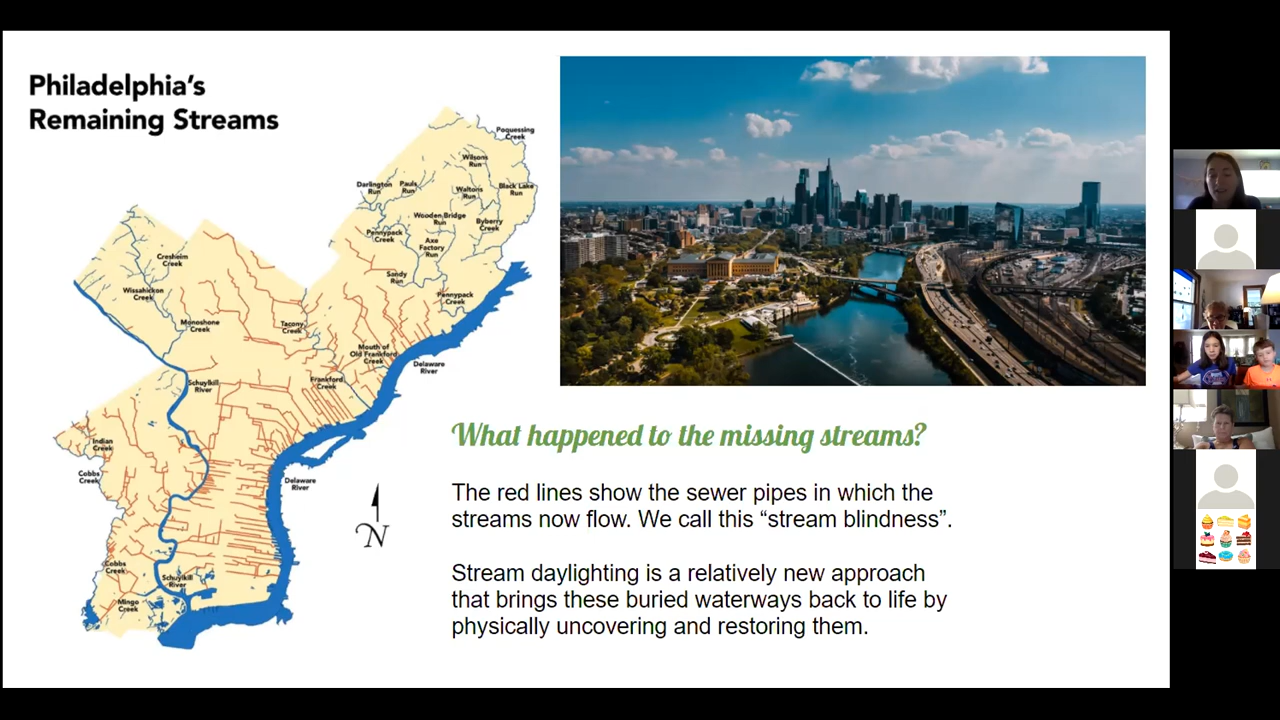 Philadelphia's
Remaining Streams
Poquessing
Creek
Wilsons
Run
Darlington
Run
Pauls
Run
Waltons
Run
Black Lake
Run
Wooden Bridge
Run
Byberry
Creek
Pennypack
Creek
Axe
Factory
Run
Sandy
Run
Pennypack
Creek
Cresheim
Creek
Wissahickon
Creek
Monoshone
Creek
Tacony
Creek
Mouth of
Old Frankford
Creek
Delaware
River
Schuylkill
River
Frankford
Creek
Indian
Creek
Cobbs
Creek
Delaware
River
N
Cobbs
Creek
Schuylkill
River
Mingo
Creek
What happened to the missing streams?
The red lines show the sewer pipes in which the
streams now flow. We call this “stream blindness”.
Stream daylighting is a relatively new approach
that brings these buried waterways back to life by
physically uncovering and restoring them.